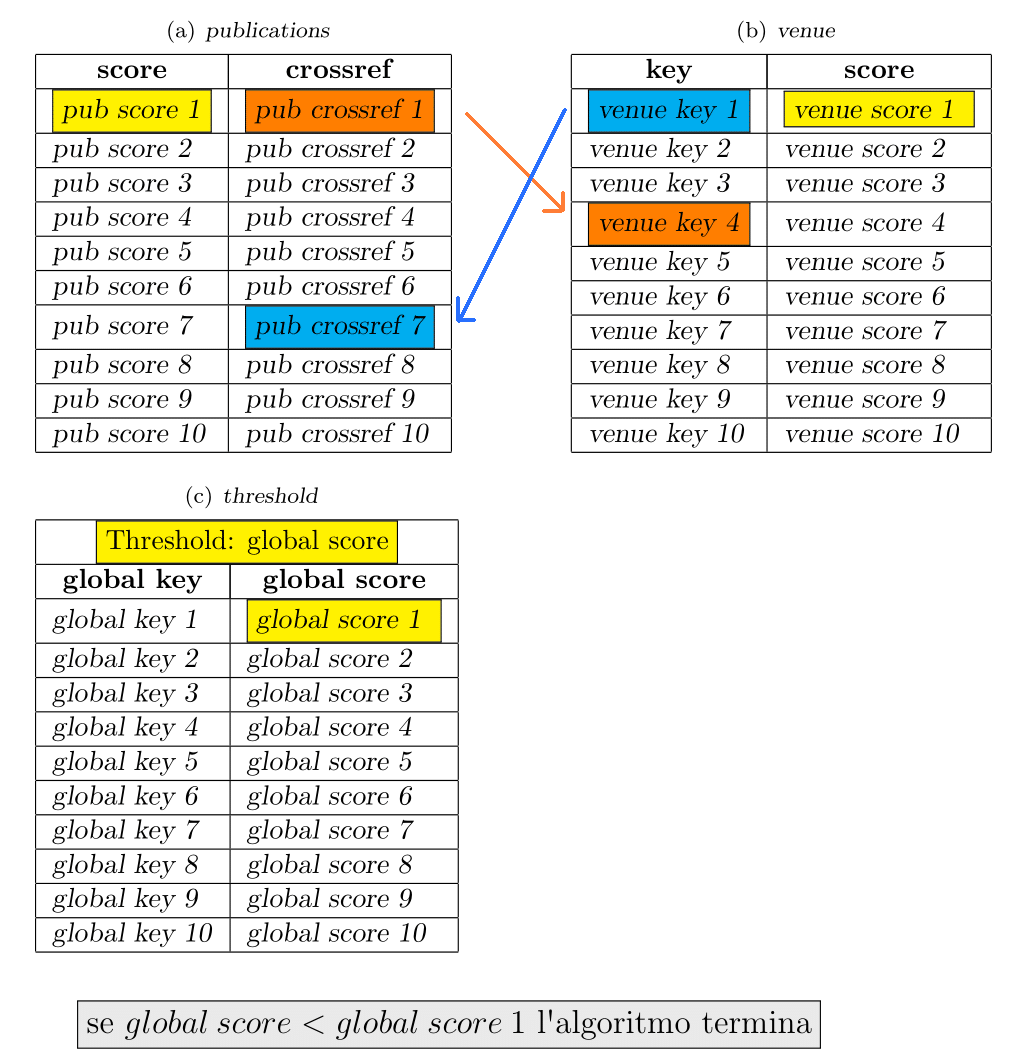 (a) publications
score crossref
pub score 1 pub crossref 1
pub score 2 pub crossref 2
pub score 3 pub crossref 3
pub score 4 pub crossref 4
pub score 5 pub crossref 5
pub score 6 pub crossref 6
pub score 7 pub crossref 7
pub score 8 pub crossref 8
pub score 9 pub crossref 9
pub score 10 pub crossref 10
(b) venue
key score
venue key 1 venue score 1
venue key 2 venue score 2
venue key 3 venue score 3
venue key 4 venue score 4
venue key 5 venue score 5
venue key 6 venue score 6
venue key 7 venue score 7
venue key 8 venue score 8
venue key 9 venue score 9
venue key 10 venue score 10
(c) threshold
Threshold: global score
global key global score
global key 1 global score 1
global key 2 global score 2
global key 3 global score 3
global key 4 global score 4
global key 5 global score 5
global key 6 global score 6
global key 7 global score 7
global key 8 global score 8
global key 9 global score 9
global key 10 global score 10
se global score < global score 1 l'algoritmo termina